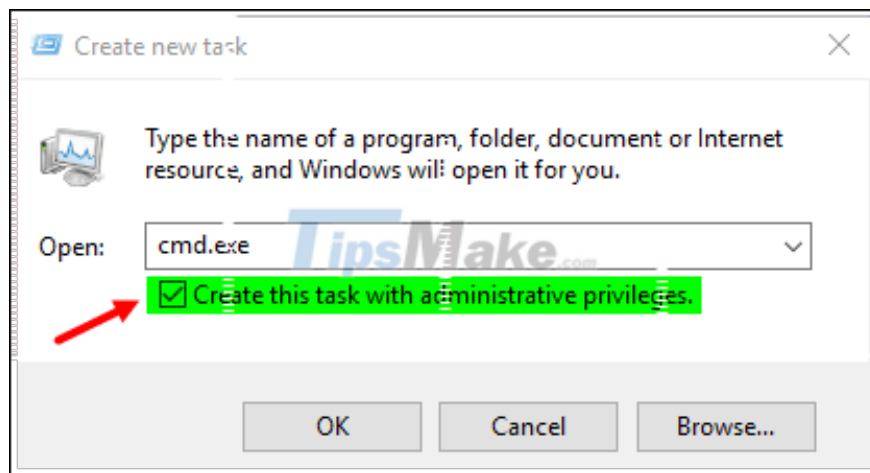 Create new task
Type the name of a program, folder, document or Internet
resource, and Windows will open it for you.
Open:
cmd.exe
TipsMake.com
Create this task with administrative privileges.
OK
Cancel
Browse...